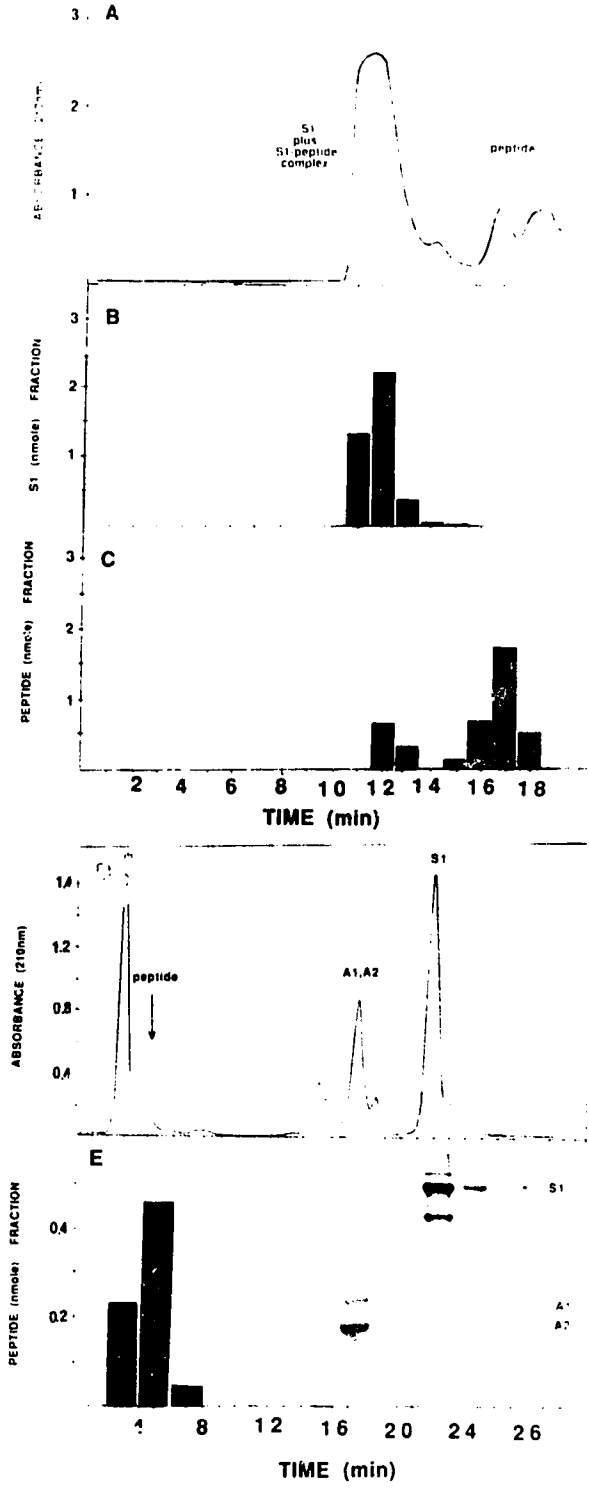 A
3
2
1
S1
plus
S1-peptide
complex
peptide
B
3
2
1
S1 (nmole) FRACTION
C
3
2
1
PEPTIDE (nmole) FRACTION
2 4 6 8 10 12 14 16 18
TIME (min)
1.4
1.2
0.8
0.4
ABSORBANCE (210nm)
peptide
A1,A2
S1
E
0.4
0.2
PEPTIDE (nmole) FRACTION
S1
A1
A2
4 8 12 16 20 24 26
TIME (min)